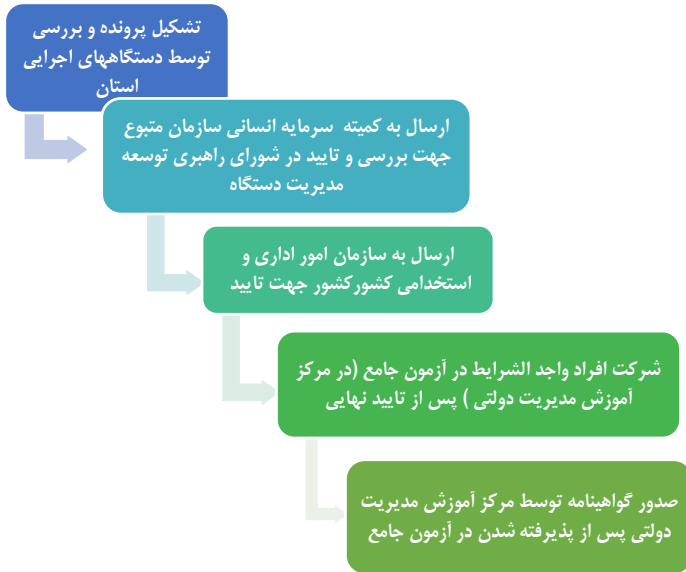 تشکیل پرونده و بررسی
توسط دستگاههای اجرایی
استان
ارسال به کمیته سرمایه انسانی سازمان متبوع
جهت بررسی و تایید در شورای راهبری توسعه
مدیریت دستگاه
ارسال به سازمان امور اداری و
استخدامی کشورکشور جهت تایید
شرکت افراد واجد الشرایط در آزمون جامع (در مرکز
آموزش مدیریت دولتی ) پس از تایید نهایی
صدور گواهینامه توسط مرکز آموزش مدیریت
دولتی پس از پذیرفته شدن در آزمون جامع